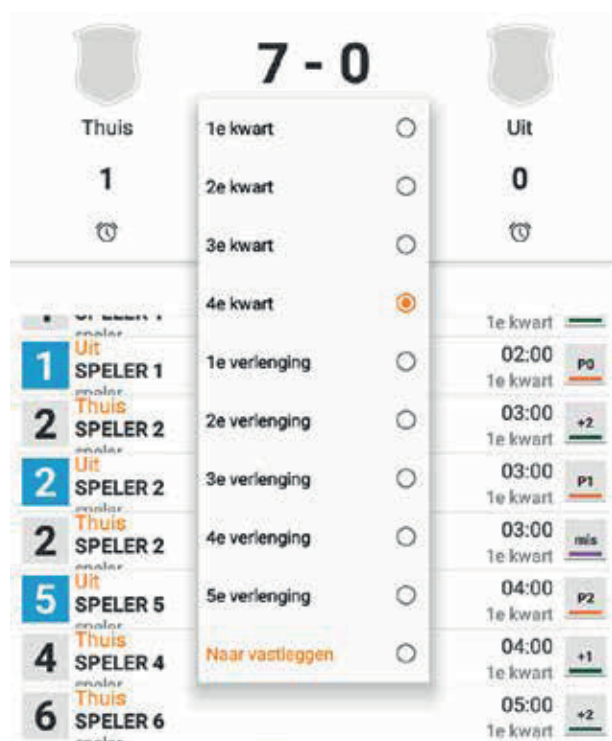 7 - 0
Thuis
Uit
1
0
1e kwart
2e kwart
3e kwart
4e kwart
1e verlenging
2e verlenging
3e verlenging
4e verlenging
5e verlenging
Naar vastleggen
1e kwart
1 Uit
SPELER 1
02:00 P0
1e kwart
2 Thuis
SPELER 2
03:00 +2
1e kwart
2 Uit
SPELER 2
03:00 P1
1e kwart
2 Thuis
SPELER 2
03:00 mis
1e kwart
5 Uit
SPELER 5
04:00 P2
1e kwart
4 Thuis
SPELER 4
04:00 +1
1e kwart
6 Thuis
SPELER 6
05:00 +2
1e kwart